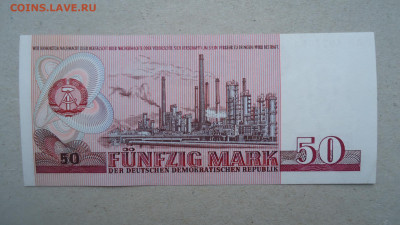 COINS.LAVE.RU
50
50
FÜNFZIG MARK
DER DEUTSCHEN DEMOKRATISCHEN REPUBLIK